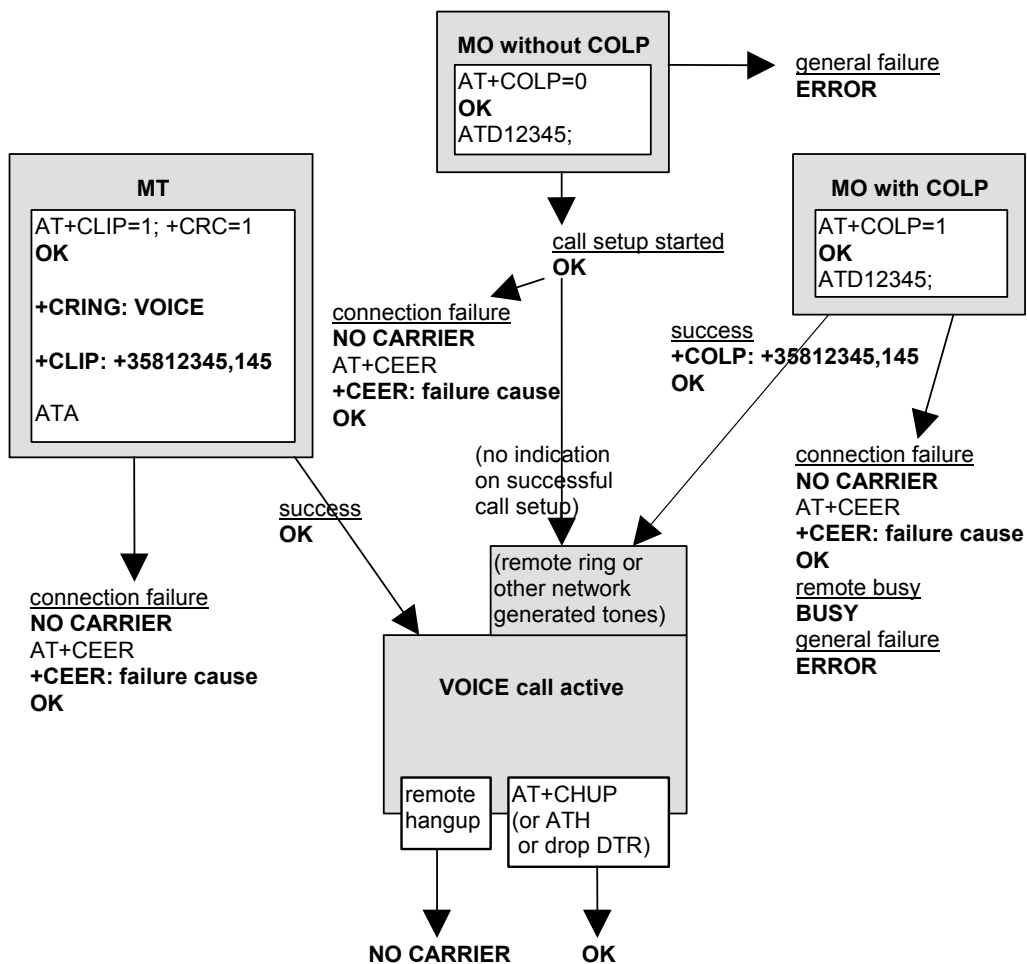 MO without COLP
AT+COLP=0
OK
ATD12345;
general failure
ERROR
MT
AT+CLIP=1; +CRC=1
OK
+CRING: VOICE
+CLIP: +35812345,145
ATA
MO with COLP
AT+COLP=1
OK
ATD12345;
call setup started
OK
connection failure
NO CARRIER
AT+CEER
+CEER: failure cause
OK
success
+COLP: +35812345,145
OK
(no indication
on successful
call setup)
success
OK
connection failure
NO CARRIER
AT+CEER
+CEER: failure cause
OK
remote busy
BUSY
general failure
ERROR
connection failure
NO CARRIER
AT+CEER
+CEER: failure cause
OK
(remote ring or
other network
generated tones)
VOICE call active
remote
hangup
AT+CHUP
(or ATH
or drop DTR)
NO CARRIER
OK